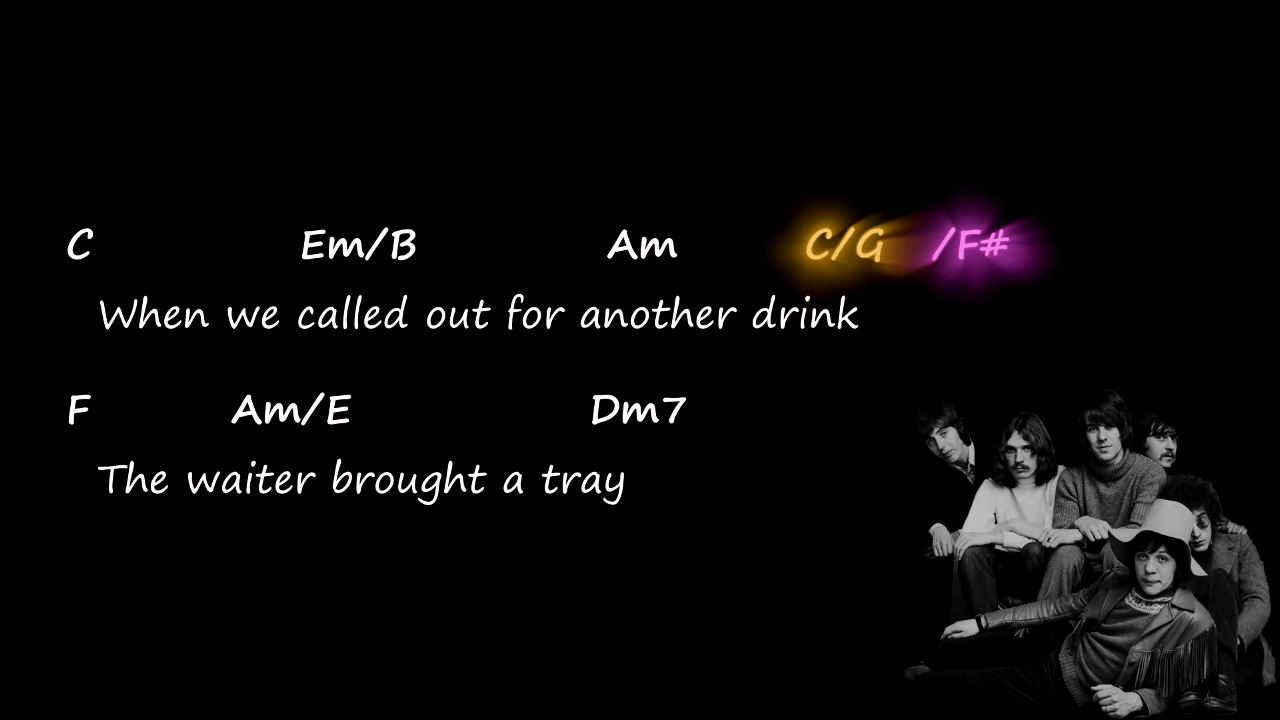 C Em/B Am C/G /F#
When we called out for another drink
F Am/E Dm7
The waiter brought a tray